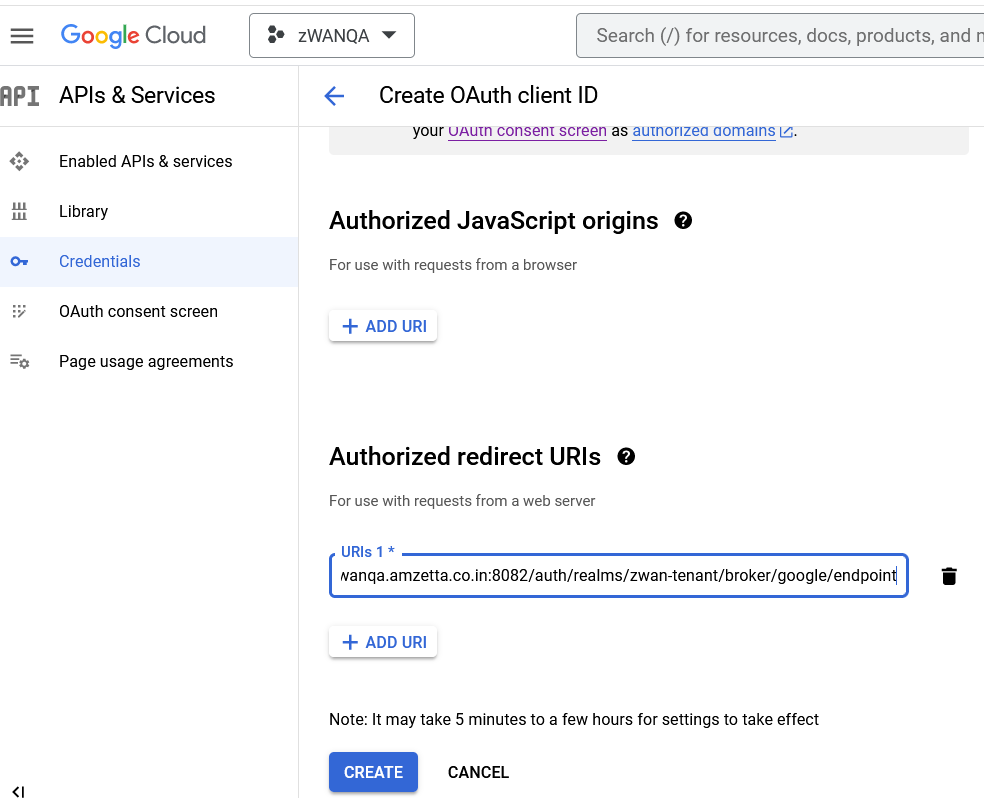 Google Cloud
zWANQA
Search (/) for resources, docs, products, and
API
APIs & Services
Create OAuth client ID
your OAuth consent screen as authorized domains.
Enabled APIs & services
Library
Credentials
OAuth consent screen
Page usage agreements
Authorized JavaScript origins
For use with requests from a browser
+ ADD URI
Authorized redirect URIs
For use with requests from a web server
URIs 1 *
wanqa.amzetta.co.in:8082/auth/realms/zwan-tenant/broker/google/endpoint
+ ADD URI
Note: It may take 5 minutes to a few hours for settings to take effect
CREATE
CANCEL